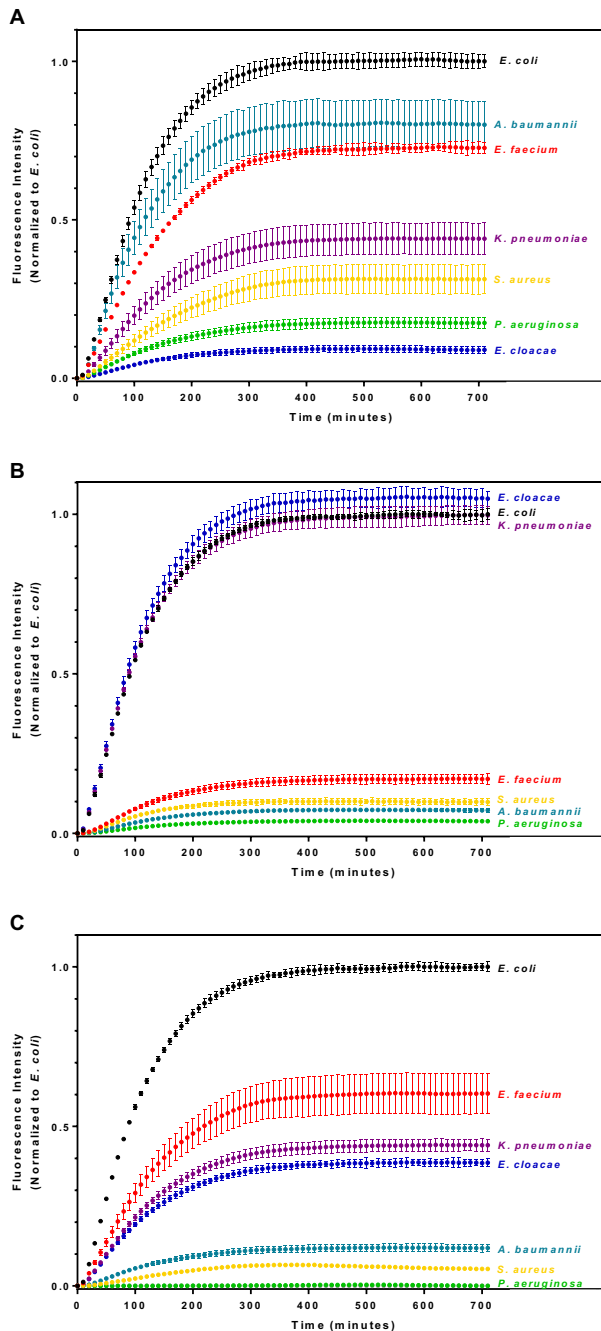 A
Fluorescence Intensity
(Normalized to E. coli)
1.0
0.5
0.0
E. coli
A. baumannii
E. faecium
K. pneumoniae
S. aureus
P. aeruginosa
E. cloacae
0 100 200 300 400 500 600 700
Time (minutes)
B
Fluorescence Intensity
(Normalized to E. coli)
1.0
0.5
0.0
E. cloacae
E. coli
K. pneumoniae
E. faecium
S. aureus
A. baumannii
P. aeruginosa
0 100 200 300 400 500 600 700
Time (minutes)
C
Fluorescence Intensity
(Normalized to E. coli)
1.0
0.5
0.0
E. coli
E. faecium
K. pneumoniae
E. cloacae
A. baumannii
S. aureus
P. aeruginosa
0 100 200 300 400 500 600 700
Time (minutes)